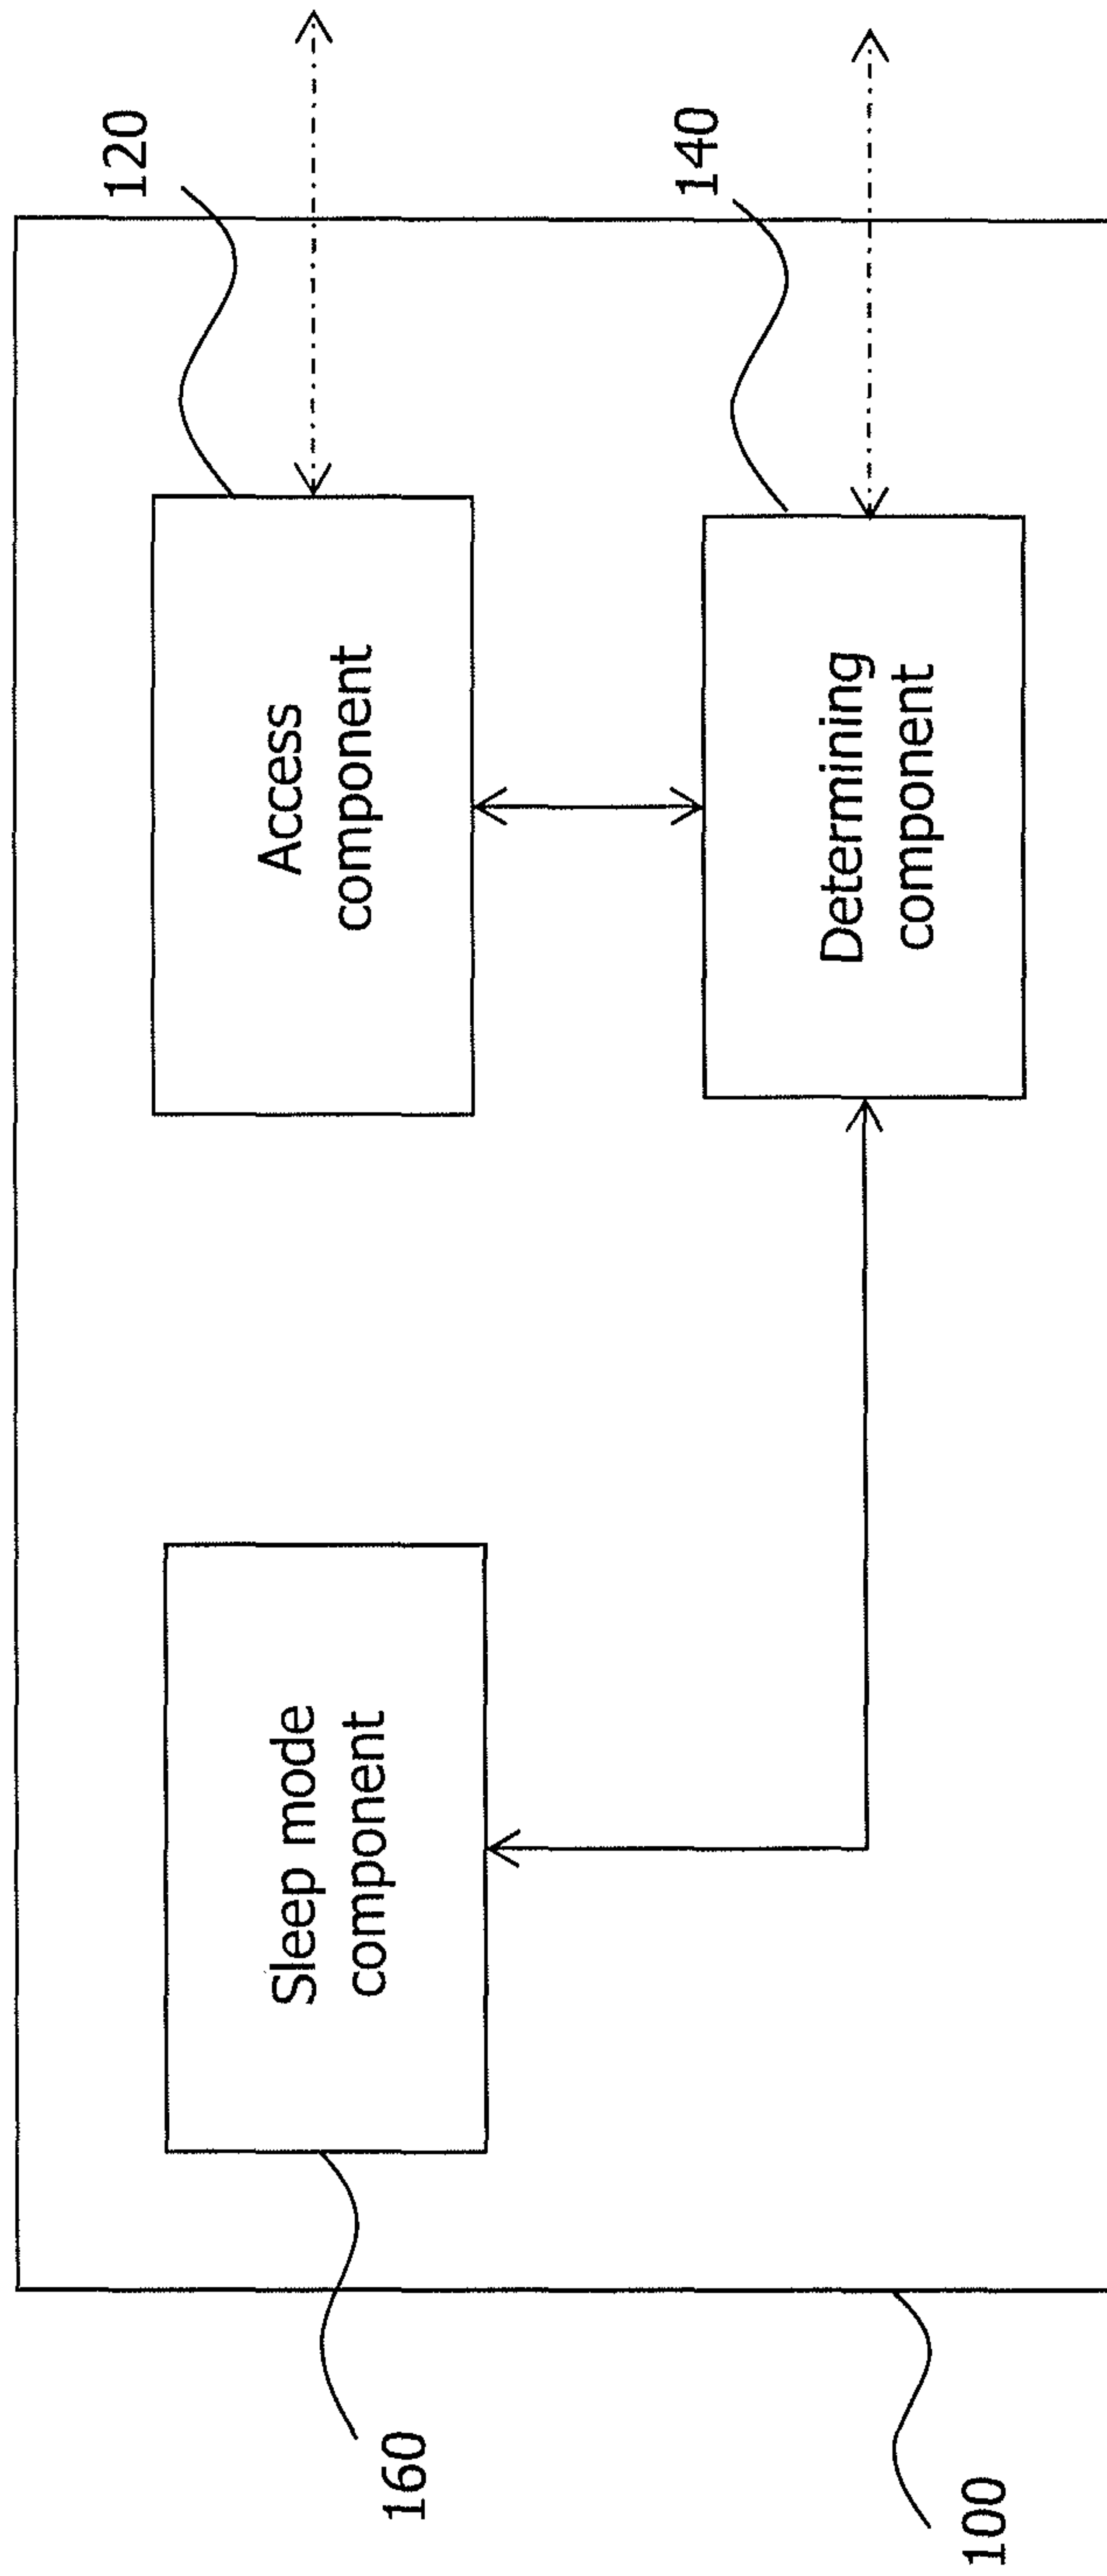 160
Sleep mode
component
Access
component
120
100
Determining
component
140